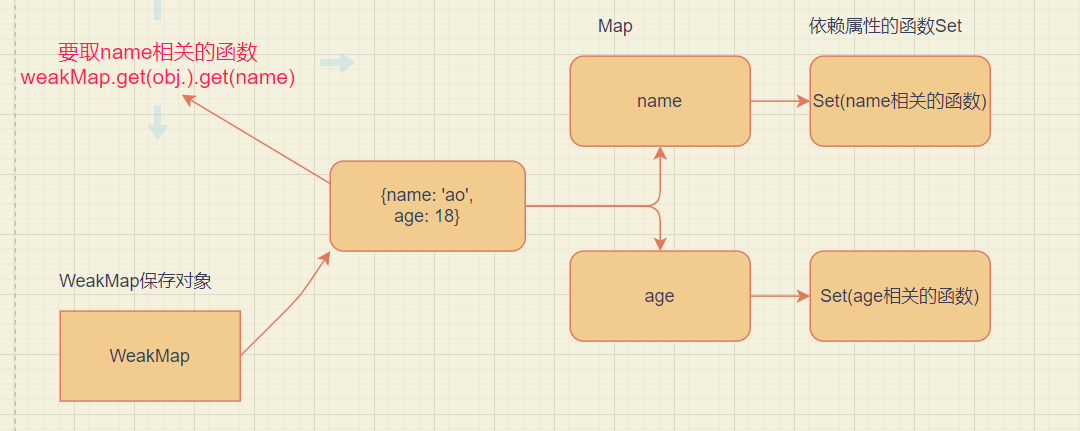 要取name相关的函数
weakMap.get(obj.).get(name)
Map
依赖属性的函数Set
name
Set(name相关的函数)
{name: 'ao',
age: 18}
WeakMap保存对象
WeakMap
age
Set(age相关的函数)